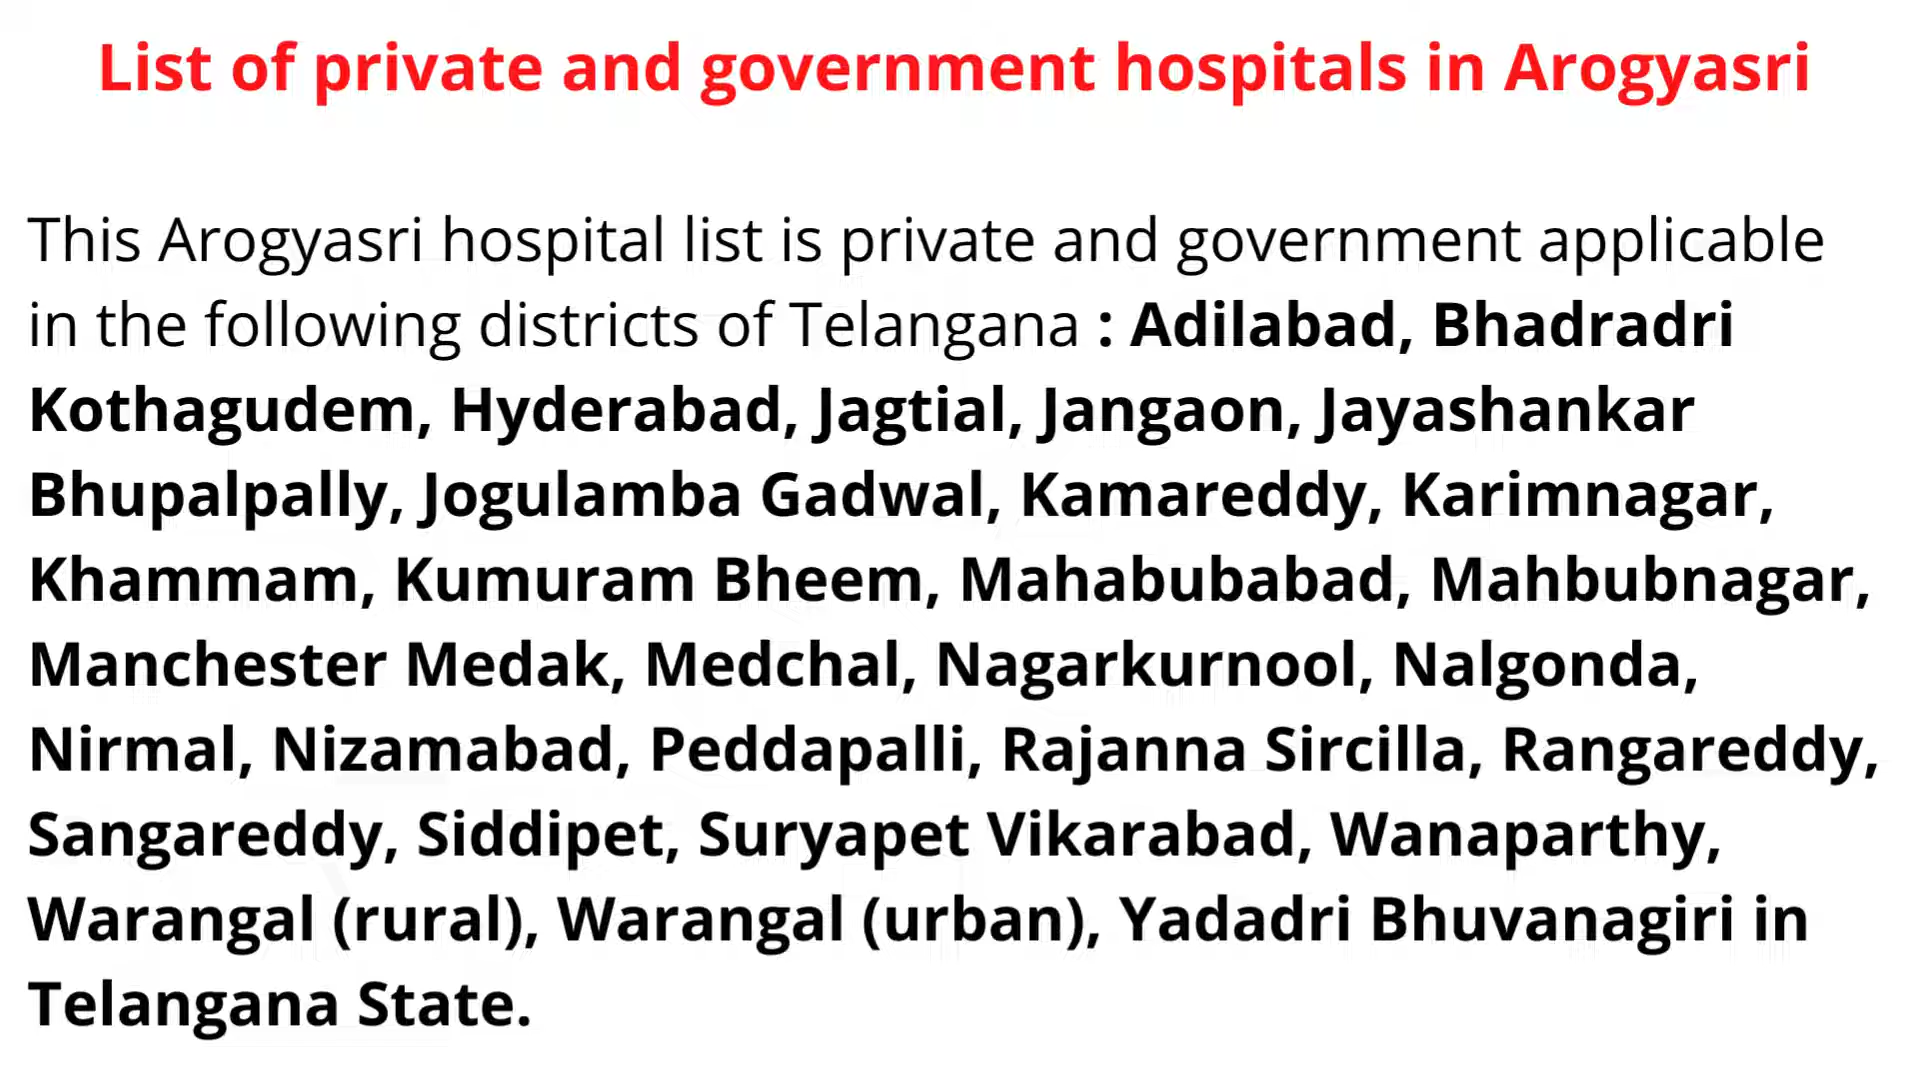 List of private and government hospitals in Arogyasri
This Arogyasri hospital list is private and government applicable
in the following districts of Telangana : Adilabad, Bhadradri
Kothagudem, Hyderabad, Jagtial, Jangaon, Jayashankar
Bhupalpally, Jogulamba Gadwal, Kamareddy, Karimnagar,
Khammam, Kumuram Bheem, Mahabubabad, Mahbubnagar,
Manchester Medak, Medchal, Nagarkurnool, Nalgonda,
Nirmal, Nizamabad, Peddapalli, Rajanna Sircilla, Rangareddy,
Sangareddy, Siddipet, Suryapet Vikarabad, Wanaparthy,
Warangal (rural), Warangal (urban), Yadadri Bhuvanagiri in
Telangana State.